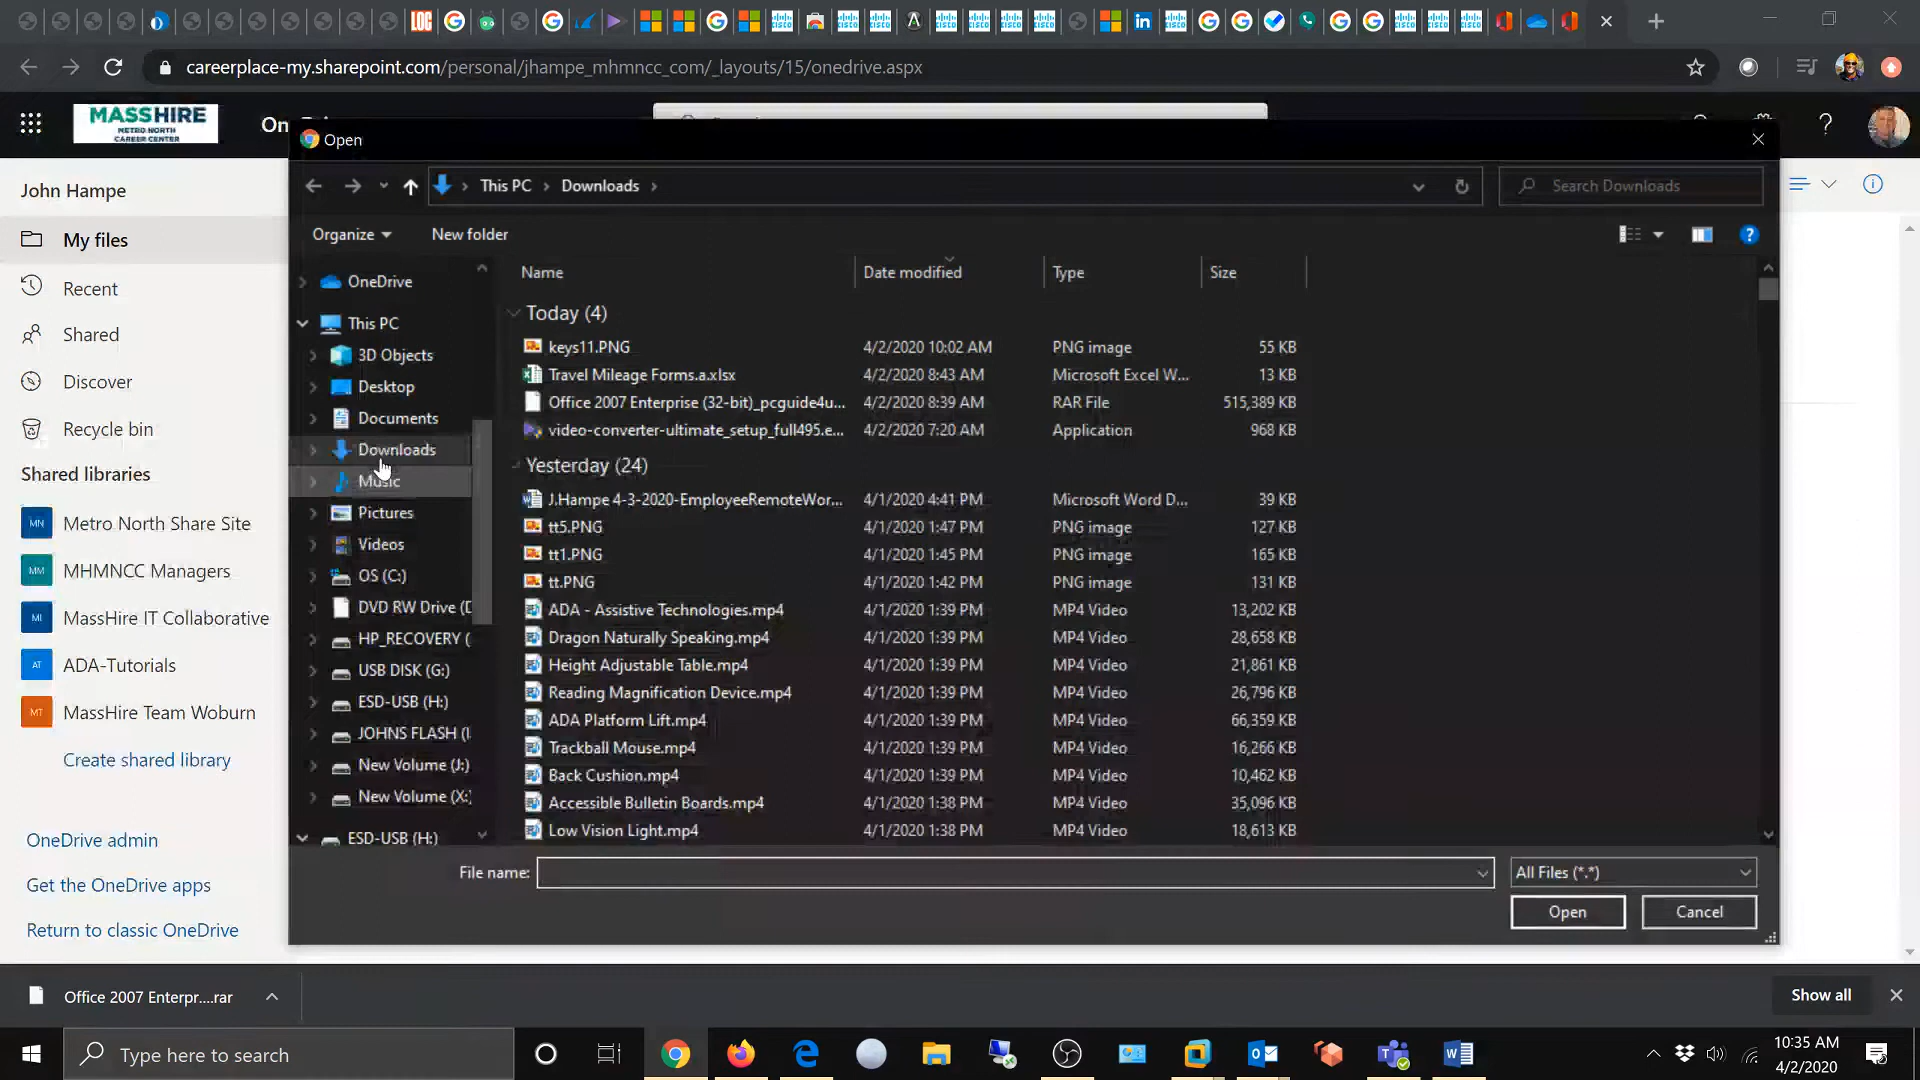 careerplace-my.sharepoint.com/personal/jhampe_mhmncc_com/_layouts/15/onedrive.aspx
MASSHIRE
METRO NORTH
CAREER CENTER
Open
This PC > Downloads >
Search Downloads
Organize
New folder
John Hampe
My files
Recent
Shared
Discover
Recycle bin
Shared libraries
MN Metro North Share Site
MM MHMNCC Managers
MI MassHire IT Collaborative
AT ADA-Tutorials
MT MassHire Team Woburn
Create shared library
OneDrive admin
Get the OneDrive apps
Return to classic OneDrive
OneDrive
This PC
3D Objects
Desktop
Documents
Downloads
Music
Pictures
Videos
OS (C:)
DVD RW Drive (D
HP_RECOVERY (
USB DISK (G:)
ESD-USB (H:)
JOHNS FLASH (I
New Volume (J:)
New Volume (X:)
ESD-USB (H:)
Name Date modified Type Size
Today (4)
keys11.PNG 4/2/2020 10:02 AM PNG image 55 KB
Travel Mileage Forms.a.xlsx 4/2/2020 8:43 AM Microsoft Excel W... 13 KB
Office 2007 Enterprise (32-bit)_pcguide4u... 4/2/2020 8:39 AM RAR File 515,389 KB
video-converter-ultimate_setup_full495.e... 4/2/2020 7:20 AM Application 968 KB
Yesterday (24)
J.Hampe 4-3-2020-EmployeeRemoteWor... 4/1/2020 4:41 PM Microsoft Word D... 39 KB
tt5.PNG 4/1/2020 1:47 PM PNG image 127 KB
tt1.PNG 4/1/2020 1:45 PM PNG image 165 KB
tt.PNG 4/1/2020 1:42 PM PNG image 131 KB
ADA - Assistive Technologies.mp4 4/1/2020 1:39 PM MP4 Video 13,202 KB
Dragon Naturally Speaking.mp4 4/1/2020 1:39 PM MP4 Video 28,658 KB
Height Adjustable Table.mp4 4/1/2020 1:39 PM MP4 Video 21,861 KB
Reading Magnification Device.mp4 4/1/2020 1:39 PM MP4 Video 26,796 KB
ADA Platform Lift.mp4 4/1/2020 1:39 PM MP4 Video 66,359 KB
Trackball Mouse.mp4 4/1/2020 1:39 PM MP4 Video 16,266 KB
Back Cushion.mp4 4/1/2020 1:39 PM MP4 Video 10,462 KB
Accessible Bulletin Boards.mp4 4/1/2020 1:38 PM MP4 Video 35,096 KB
Low Vision Light.mp4 4/1/2020 1:38 PM MP4 Video 18,613 KB
File name:
All Files (*.*)
Open
Cancel
Office 2007 Enterpr....rar
Show all
Type here to search
10:35 AM
4/2/2020